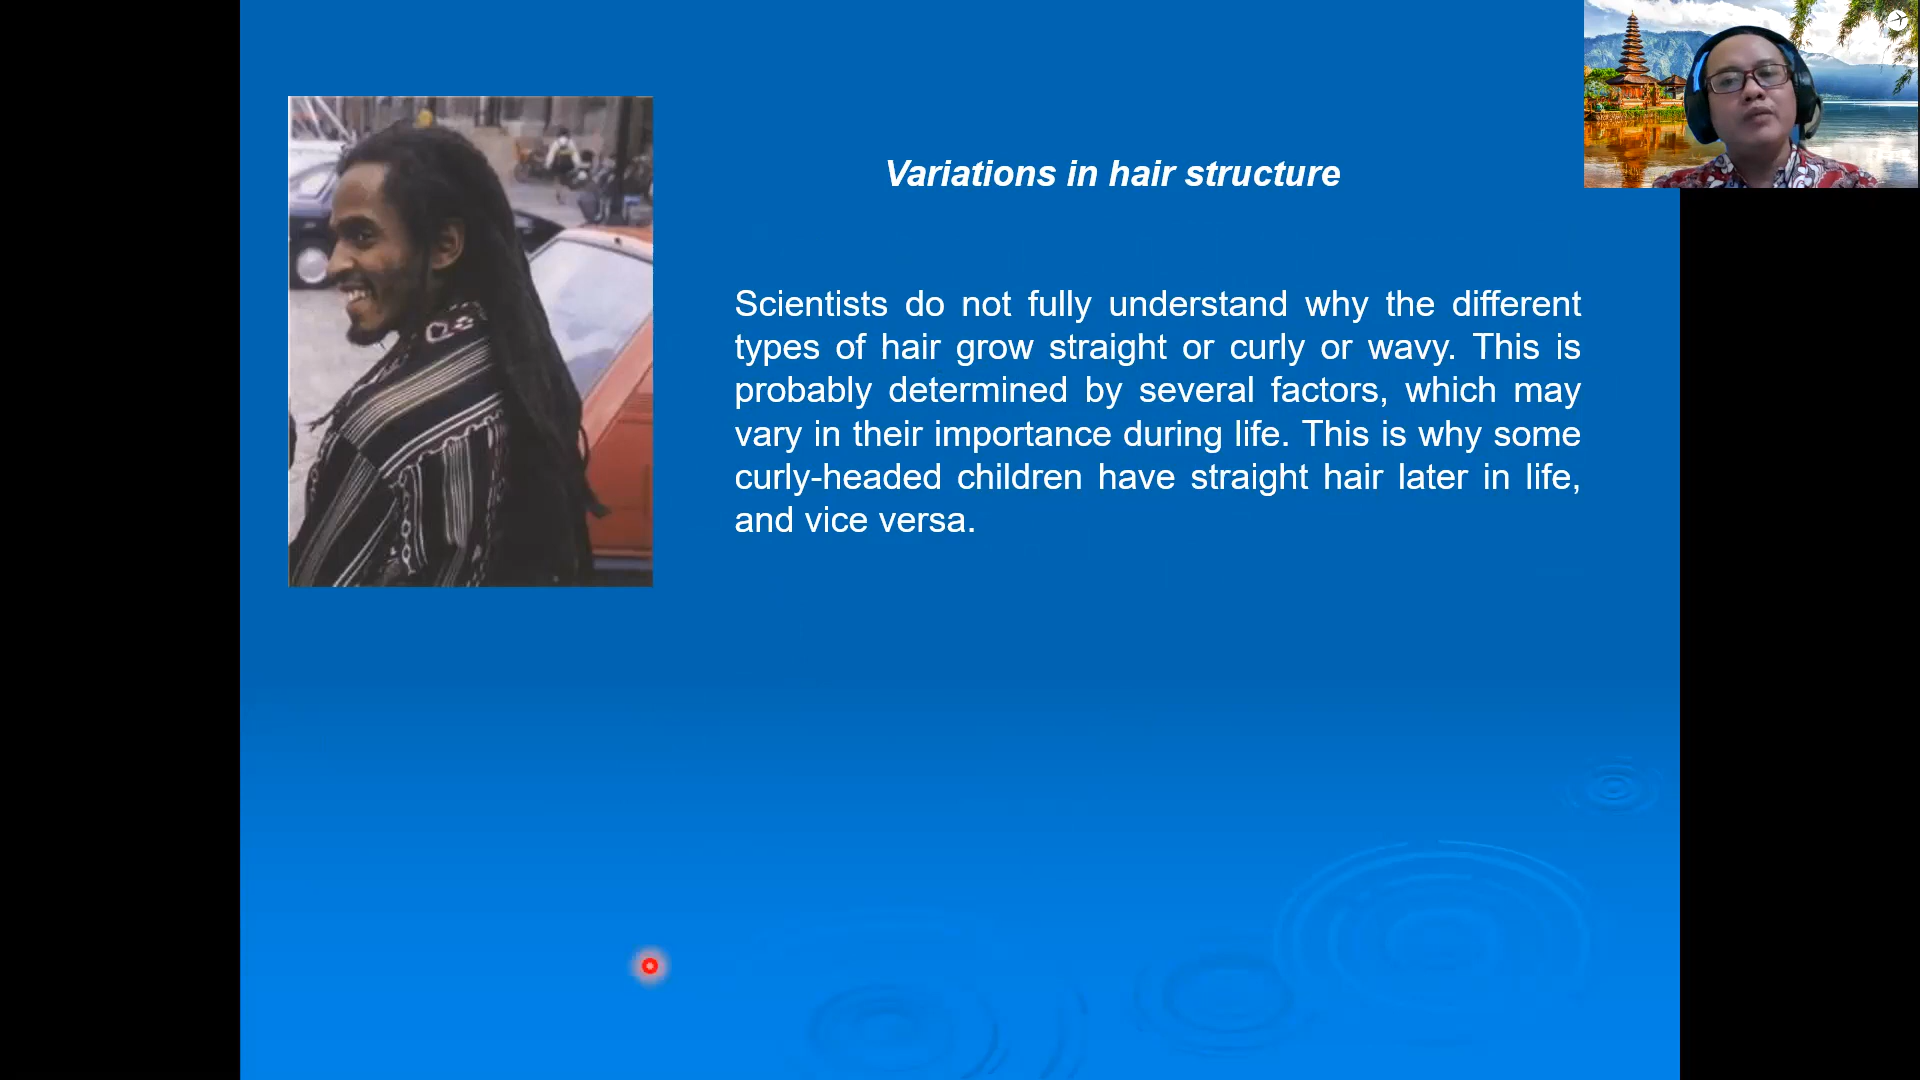 Variations in hair structure
Scientists do not fully understand why the different
types of hair grow straight or curly or wavy. This is
probably determined by several factors, which may
vary in their importance during life. This is why some
curly-headed children have straight hair later in life,
and vice versa.